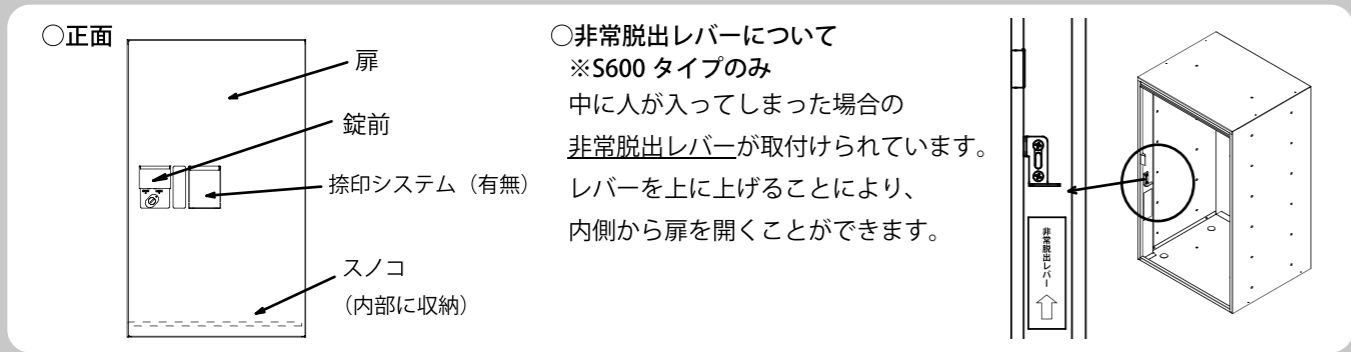 ○正面
扉
錠前
捺印システム（有無）
スノコ
（内部に収納）
○非常脱出レバーについて
※S600 タイプのみ
中に人が入ってしまった場合の
非常脱出レバーが取付けられています。
レバーを上に上げることにより、
内側から扉を開くことができます。
非常脱出レバー